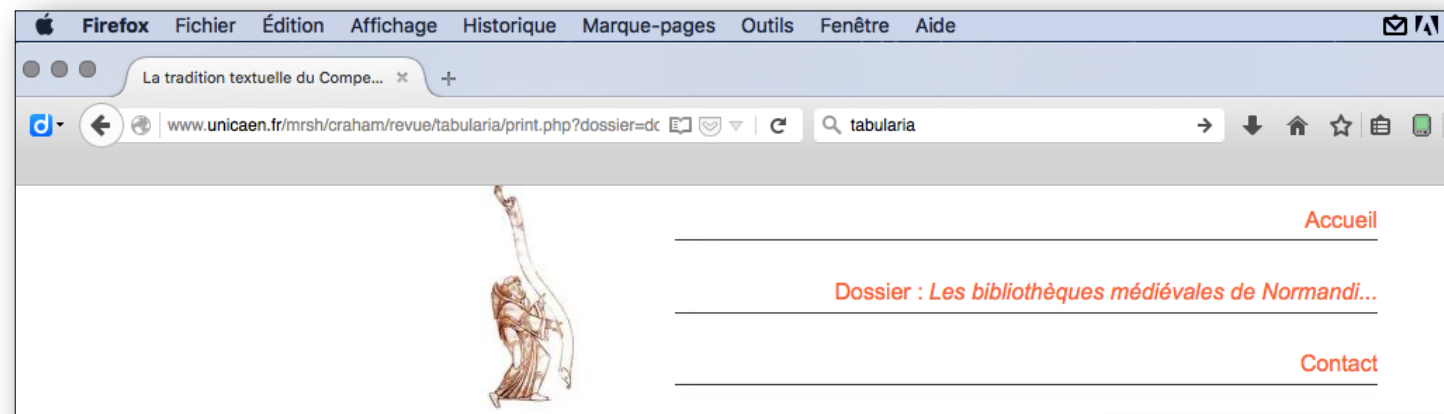 Firefox Fichier Édition Affichage Historique Marque-pages Outils Fenêtre Aide
La tradition textuelle du Compe...
www.unicaen.fr/mrsh/craham/revue/tabularia/print.php?dossier=dc
tabularia
Accueil
Dossier : Les bibliothèques médiévales de Normandi...
Contact